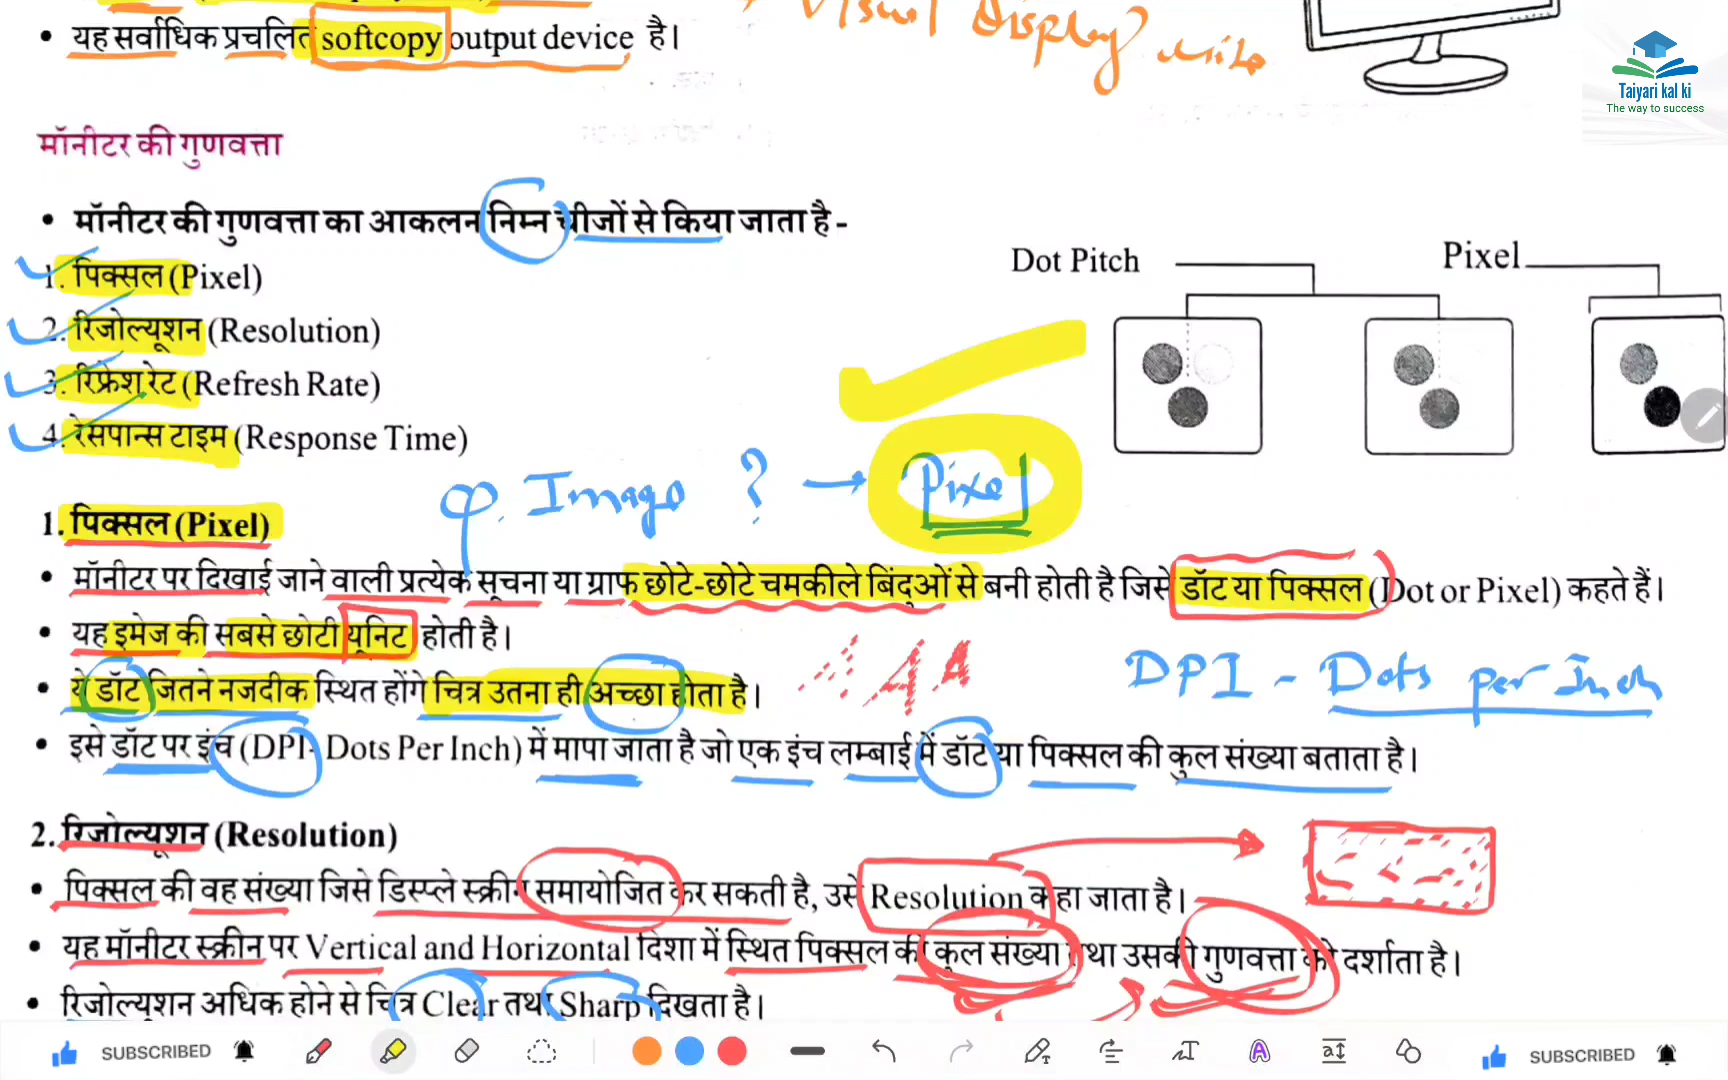 • यह सर्वाधिक प्रचलित softcopy output device है।
Visual Display Unit
Taiyari kal ki
The way to success
मॉनीटर की गुणवत्ता
• मॉनीटर की गुणवत्ता का आकलन निम्न चीजों से किया जाता है -
1. पिक्सल (Pixel)
2. रिजोल्यूशन (Resolution)
3. रिफ्रेश रेट (Refresh Rate)
4. रेसपान्स टाइम (Response Time)
Dot Pitch
Pixel
φ. Image ? → Pixel
1. पिक्सल (Pixel)
• मॉनीटर पर दिखाई जाने वाली प्रत्येक सूचना या ग्राफ छोटे-छोटे चमकीले बिंदुओं से बनी होती है जिसे डॉट या पिक्सल (Dot or Pixel) कहते हैं।
• यह इमेज की सबसे छोटी यूनिट होती है।
A A A
• ये डॉट जितने नजदीक स्थित होंगे चित्र उतना ही अच्छा होता है।
DPI - Dots per Inch
• इसे डॉट पर इंच (DPI- Dots Per Inch) में मापा जाता है जो एक इंच लम्बाई में डॉट या पिक्सल की कुल संख्या बताता है।
2. रिजोल्यूशन (Resolution)
• पिक्सल की वह संख्या जिसे डिस्प्ले स्क्रीन समायोजित कर सकती है, उसे Resolution कहा जाता है।
• यह मॉनीटर स्क्रीन पर Vertical and Horizontal दिशा में स्थित पिक्सल की कुल संख्या तथा उसकी गुणवत्ता को दर्शाता है।
• रिजोल्यूशन अधिक होने से चित्र Clear तथा Sharp दिखता है।
SUBSCRIBED
SUBSCRIBED